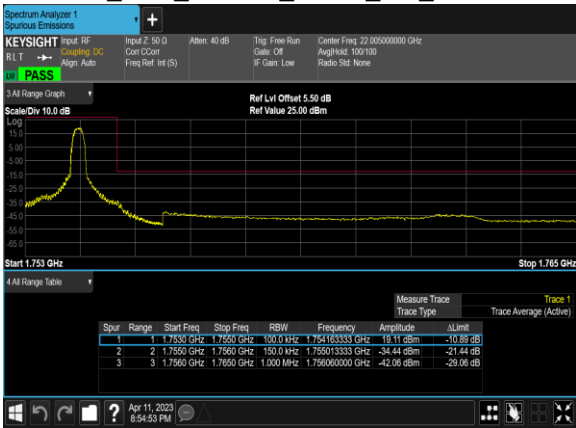 Spectrum Analyzer 1
Spurious Emissions
+
KEYSIGHT Input: RF Input Z: 50 Ω Atten: 40 dB Trig: Free Run Center Freq: 22.005000000 GHz
RLT Coupling: DC Corr CCorr Gate: Off Avg|Hold: 100/100
Align: Auto Freq Ref: Int (S) IF Gain: Low Radio Std: None
PASS
3 All Range Graph
Ref Lvl Offset 5.50 dB
Scale/Div 10.0 dB Ref Value 25.00 dBm
Log
15.0
5.00
-5.00
-15.0
-25.0
-35.0
-45.0
-55.0
-65.0
Start 1.753 GHz Stop 1.765 GHz
4 All Range Table
Measure Trace Trace 1
Trace Type Trace Average (Active)
Spur Range Start Freq Stop Freq RBW Frequency Amplitude ΔLimit
1 1 1.7530 GHz 1.7550 GHz 100.0 kHz 1.754163333 GHz 19.11 dBm -10.89 dB
2 2 1.7550 GHz 1.7560 GHz 150.0 kHz 1.755013333 GHz -34.44 dBm -21.44 dB
3 3 1.7560 GHz 1.7650 GHz 1.000 MHz 1.756060000 GHz -42.06 dBm -29.06 dB
? Apr 11, 2023
8:54:53 PM